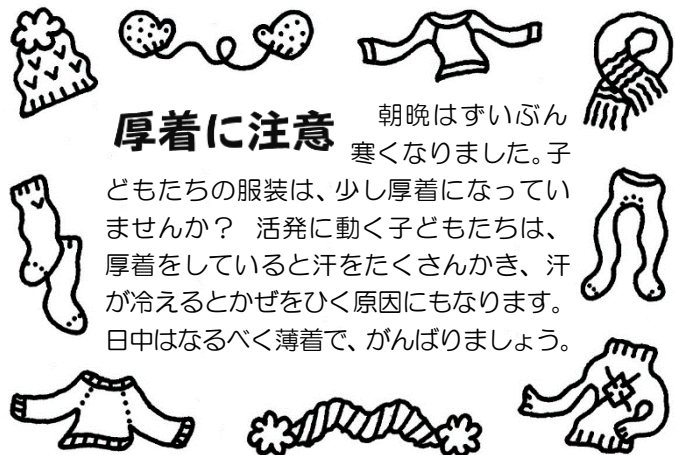 厚着に注意
朝晩はずいぶん
寒くなりました。子
どもたちの服装は、少し厚着になってい
ませんか？ 活発に動く子どもたちは、
厚着をしていると汗をたくさんかき、汗
が冷えるとかぜをひく原因にもなります。
日中はなるべく薄着で、がんばりましょう。